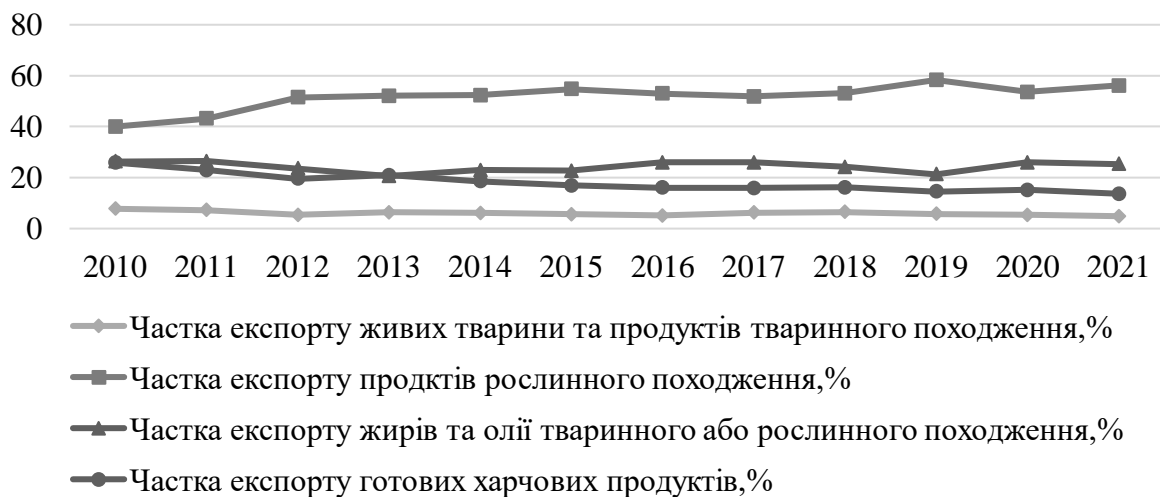 80
60
40
20
0
2010 2011 2012 2013 2014 2015 2016 2017 2018 2019 2020 2021
Частка експорту живих тварини та продуктів тваринного походження,%
Частка експорту продктів рослинного походження,%
Частка експорту жирів та олії тваринного або рослинного походження,%
Частка експорту готових харчових продуктів,%